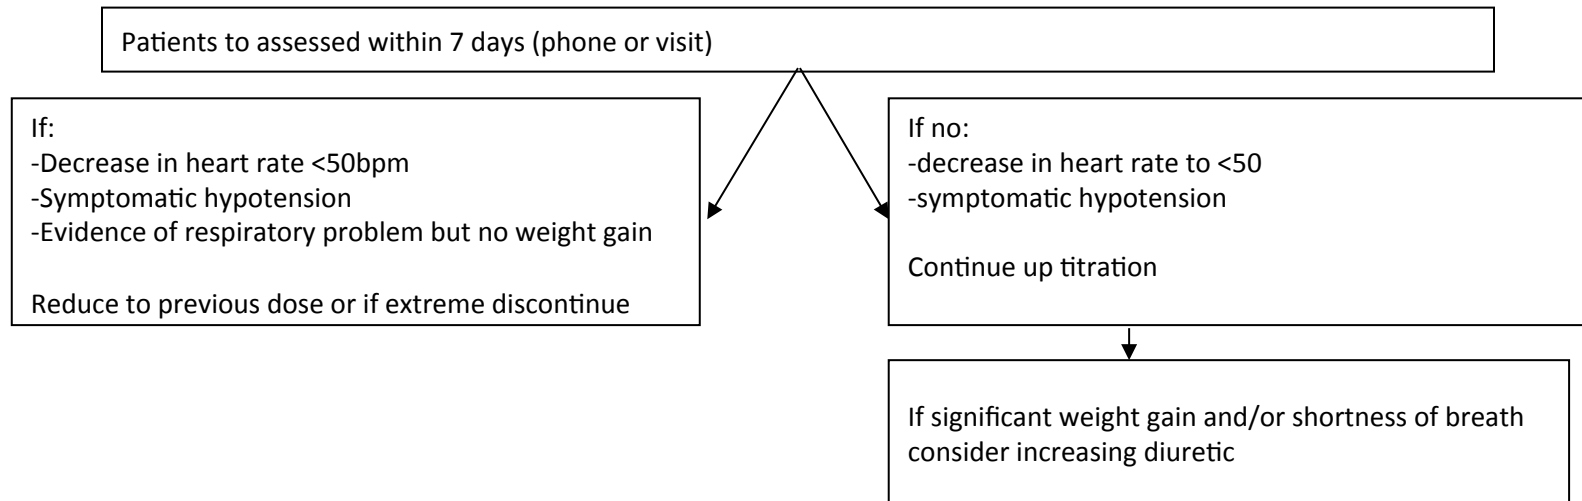 Patients to assessed within 7 days (phone or visit)
If:
-Decrease in heart rate <50bpm
-Symptomatic hypotension
-Evidence of respiratory problem but no weight gain
Reduce to previous dose or if extreme discontinue
If no:
-decrease in heart rate to <50
-symptomatic hypotension
Continue up titration
If significant weight gain and/or shortness of breath
consider increasing diuretic